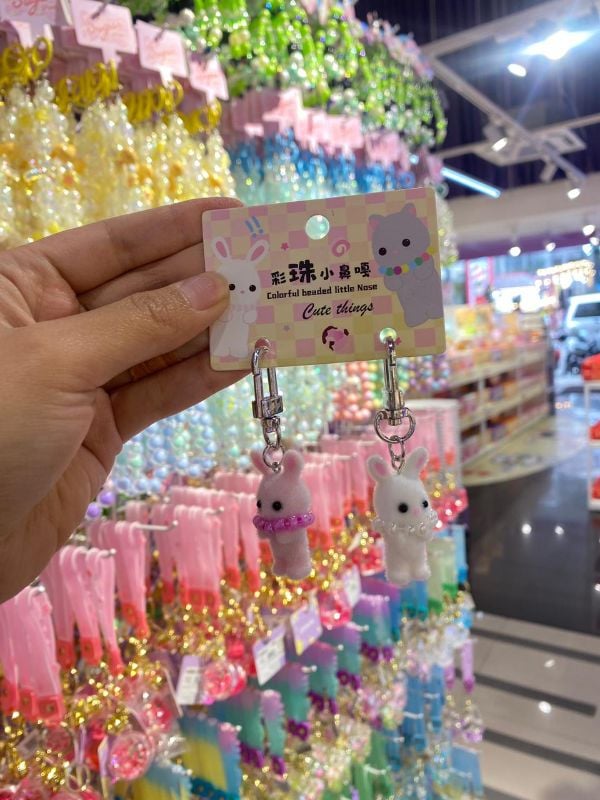 彩珠小鼻嘎
Colorful beaded little Nose
Cute things